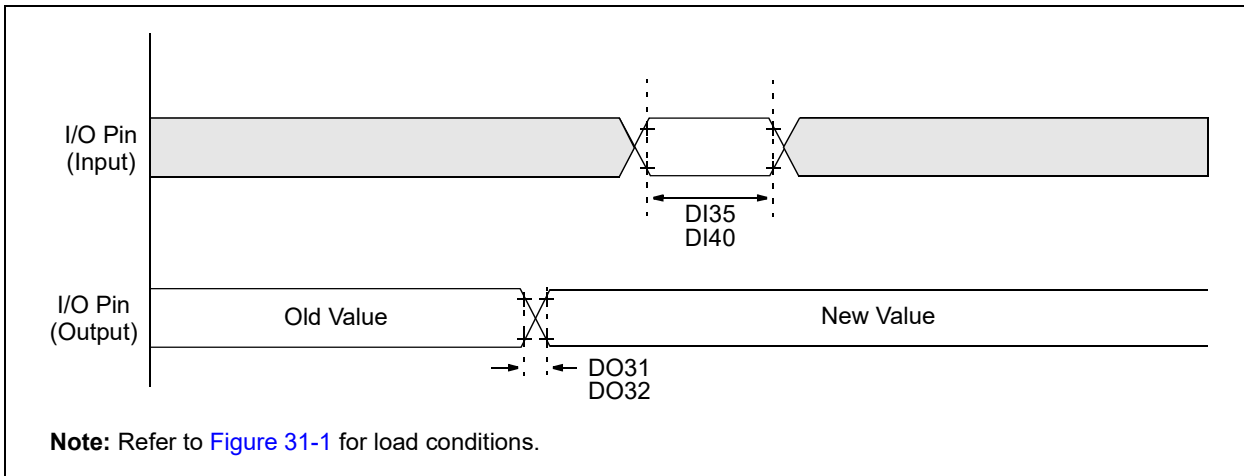 I/O Pin
(Input)
DI35
DI40
I/O Pin
(Output)
Old Value
New Value
DO31
DO32
Note: Refer to Figure 31-1 for load conditions.